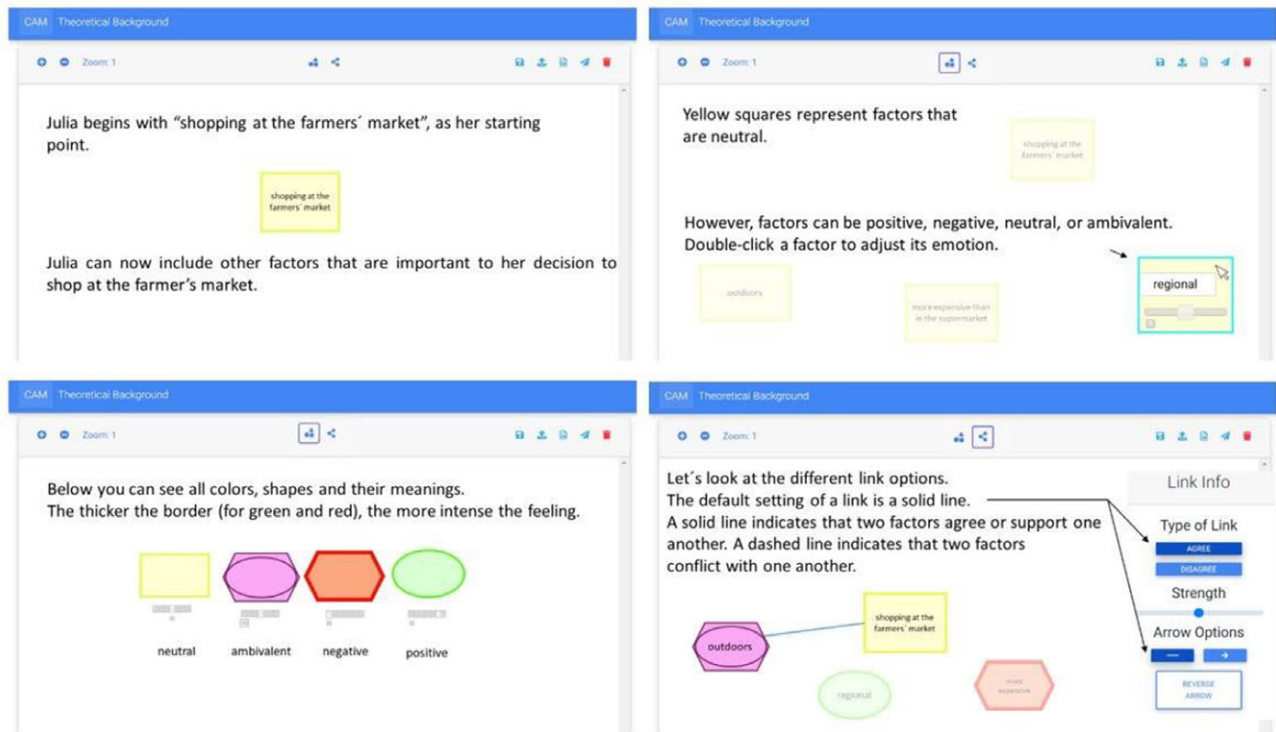 CAM Theoretical Background
Zoom: 1
Julia begins with “shopping at the farmers´ market”, as her starting
point.
shopping at the
farmers´ market
Julia can now include other factors that are important to her decision to
shop at the farmer’s market.
CAM Theoretical Background
Zoom: 1
Yellow squares represent factors that
are neutral.
shopping at the
farmers´ market
However, factors can be positive, negative, neutral, or ambivalent.
Double-click a factor to adjust its emotion.
outdoors
more expensive than
in the supermarket
regional
CAM Theoretical Background
Zoom: 1
Below you can see all colors, shapes and their meanings.
The thicker the border (for green and red), the more intense the feeling.
neutral
ambivalent
negative
positive
CAM Theoretical Background
Zoom: 1
Let´s look at the different link options.
The default setting of a link is a solid line.
A solid line indicates that two factors agree or support one
another. A dashed line indicates that two factors
conflict with one another.
shopping at the
farmers´ market
outdoors
regional
more
expensive
Link Info
Type of Link
AGREE
DISAGREE
Strength
Arrow Options
REVERSE
ARROW